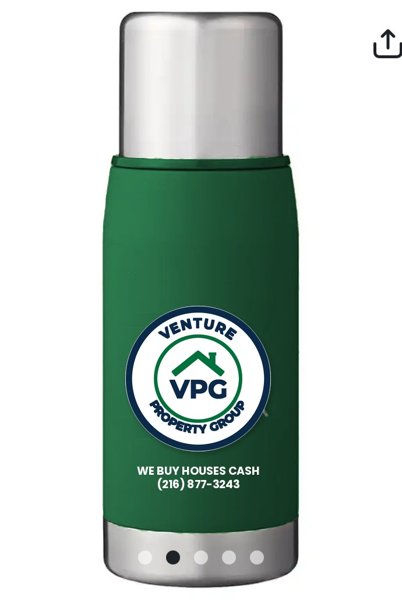 VENTURE
VPG
PROPERTY GROUP
WE BUY HOUSES CASH
(216) 877-3243